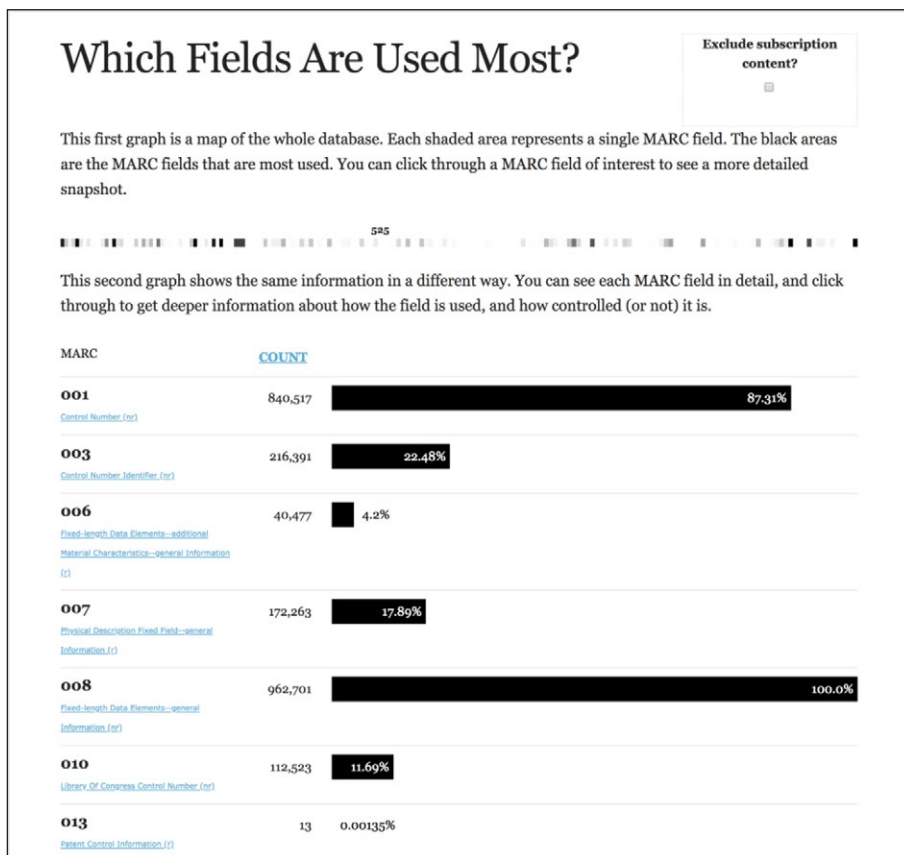 Which Fields Are Used Most?
Exclude subscription
content?
This first graph is a map of the whole database. Each shaded area represents a single MARC field. The black areas
are the MARC fields that are most used. You can click through a MARC field of interest to see a more detailed
snapshot.
525
This second graph shows the same information in a different way. You can see each MARC field in detail, and click
through to get deeper information about how the field is used, and how controlled (or not) it is.
MARC COUNT
001 840,517 87.31%
Control Number (nr)
003 216,391 22.48%
Control Number Identifier (nr)
006 40,477 4.2%
Fixed-length Data Elements--additional
Material Characteristics--general Information
(r)
007 172,263 17.89%
Physical Description Fixed Field--general
Information (r)
008 962,701 100.0%
Fixed-length Data Elements--general
Information (nr)
010 112,523 11.69%
Library Of Congress Control Number (nr)
013 13 0.00135%
Patent Control Information (r)